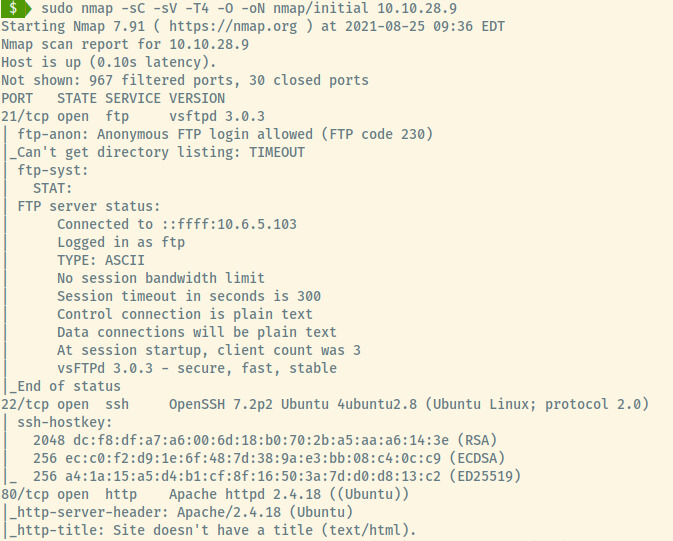 $ sudo nmap -sC -sV -T4 -O -oN nmap/initial 10.10.28.9
Starting Nmap 7.91 ( https://nmap.org ) at 2021-08-25 09:36 EDT
Nmap scan report for 10.10.28.9
Host is up (0.10s latency).
Not shown: 967 filtered ports, 30 closed ports
PORT   STATE SERVICE VERSION
21/tcp open  ftp     vsftpd 3.0.3
| ftp-anon: Anonymous FTP login allowed (FTP code 230)
|_Can't get directory listing: TIMEOUT
| ftp-syst:
|   STAT:
| FTP server status:
|      Connected to ::ffff:10.6.5.103
|      Logged in as ftp
|      TYPE: ASCII
|      No session bandwidth limit
|      Session timeout in seconds is 300
|      Control connection is plain text
|      Data connections will be plain text
|      At session startup, client count was 3
|      vsFTPd 3.0.3 - secure, fast, stable
|_End of status
22/tcp open  ssh     OpenSSH 7.2p2 Ubuntu 4ubuntu2.8 (Ubuntu Linux; protocol 2.0)
| ssh-hostkey:
|   2048 dc:f8:df:a7:a6:00:6d:18:b0:70:2b:a5:aa:a6:14:3e (RSA)
|   256 ec:c0:f2:d9:1e:6f:48:7d:38:9a:e3:bb:08:c4:0c:c9 (ECDSA)
|_  256 a4:1a:15:a5:d4:b1:cf:8f:16:50:3a:7d:d0:d8:13:c2 (ED25519)
80/tcp open  http    Apache httpd 2.4.18 ((Ubuntu))
|_http-server-header: Apache/2.4.18 (Ubuntu)
|_http-title: Site doesn't have a title (text/html).